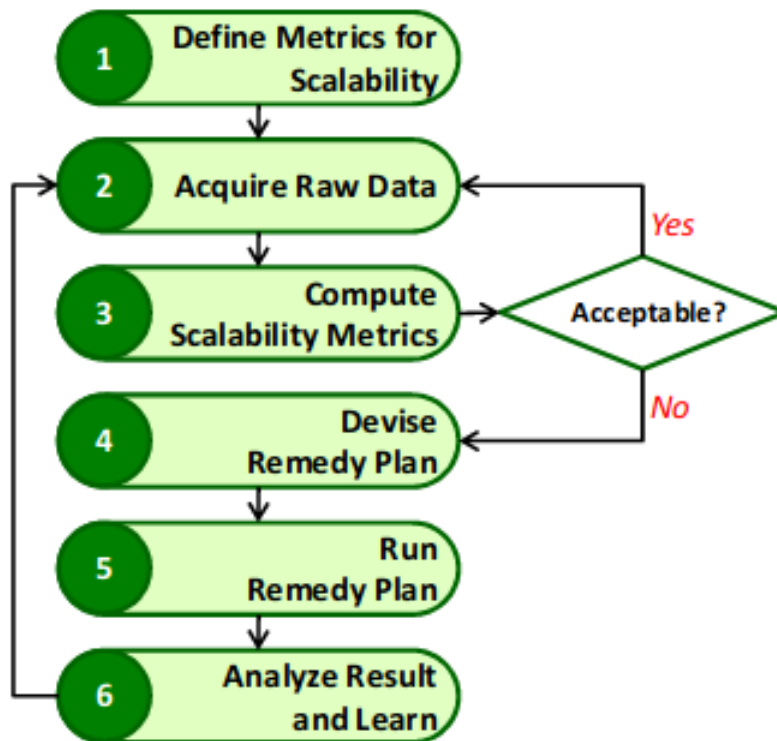 1
Define Metrics for
Scalability
2
Acquire Raw Data
Yes
3
Compute
Scalability Metrics
Acceptable?
No
4
Devise
Remedy Plan
5
Run
Remedy Plan
6
Analyze Result
and Learn